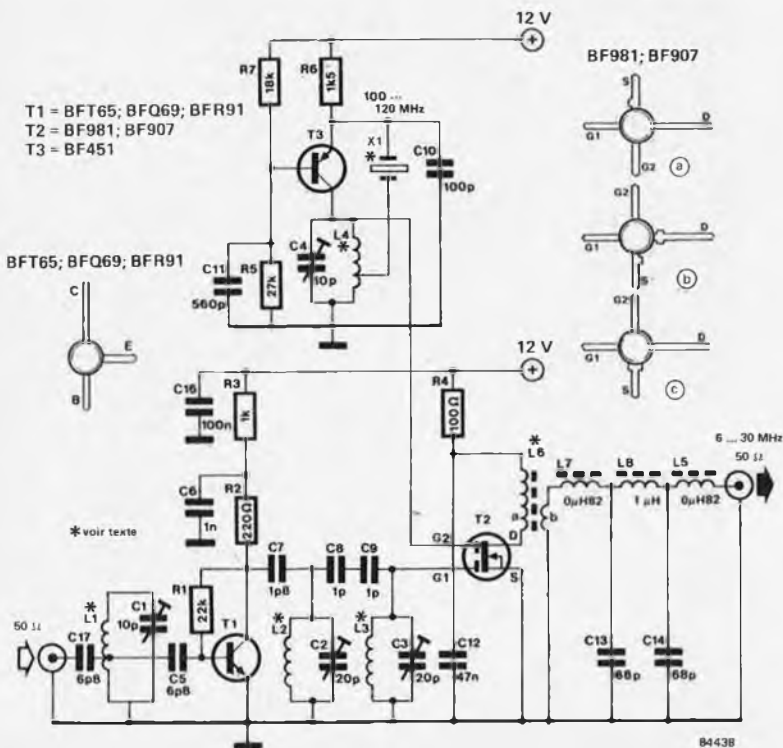 12 V
R7
18k
R6
1k5
100 ...
120 MHz
T1 = BFT65; BFQ69; BFR91
T2 = BF981; BF907
T3 = BF451
T3
X1
*
C10
100p
BF981; BF907
S
G1
D
G2
a
G2
G1
D
S
b
G2
G1
D
S
c
BFT65; BFQ69; BFR91
C
E
B
C4
10p
L4
*
C11
560p
R5
27k
12 V
C16
100n
R3
1k
R4
100Ω
C6
1n
R2
220Ω
* voir texte
*
L6
a
b
6 ... 30 MHz
50 Ω
L7
0µH82
L8
1 µH
L5
0µH82
T2
G2
D
G1
S
C7
1p8
C8
1p
C9
1p
R1
22k
T1
50 Ω
C17
6p8
*
L1
C1
10p
C5
6p8
*
L2
C2
20p
*
L3
C3
20p
C12
47n
C13
68p
C14
68p
84438